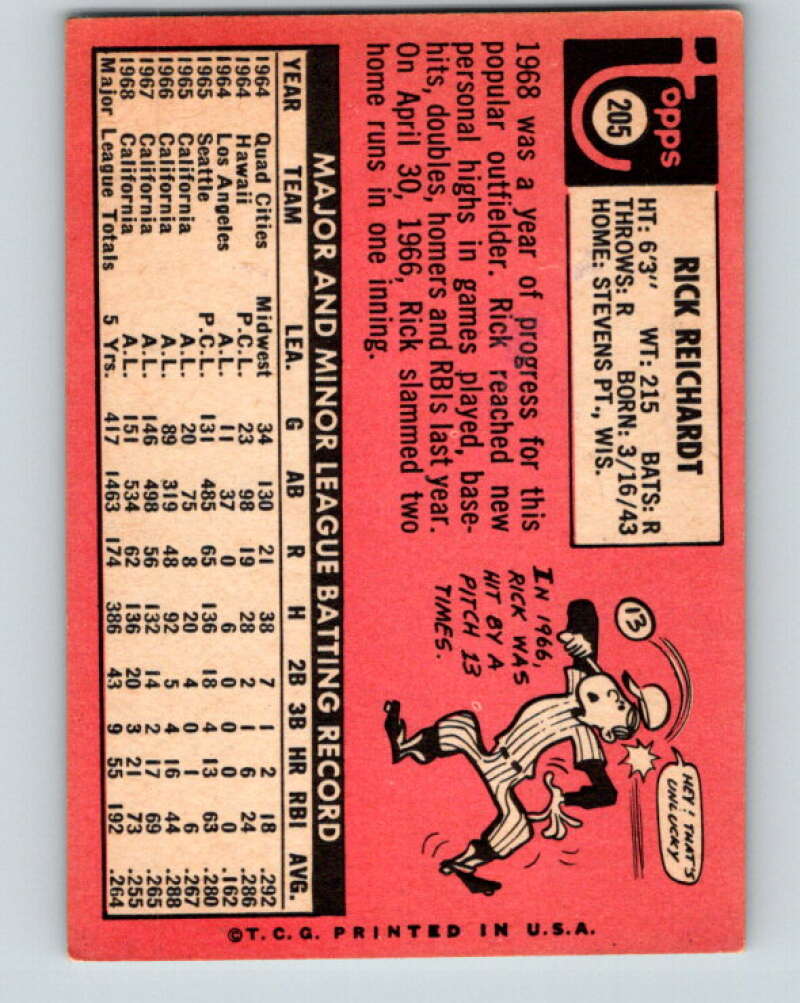 Topps
205
RICK REICHARDT
HT: 6'3" WT: 215 BATS: R
THROWS: R BORN: 3/16/43
HOME: STEVENS PT., WIS.
1968 was a year of progress for this
popular outfielder. Rick reached new
personal highs in games played, base-
hits, doubles, homers and RBIs last year.
On April 30, 1966, Rick slammed two
home runs in one inning.
IN 1966,
RICK WAS
HIT BY A
PITCH 13
TIMES.
13
HEY! THAT'S
UNLUCKY
MAJOR AND MINOR LEAGUE BATTING RECORD
YEAR TEAM LEA. G AB R H 2B 3B HR RBI AVG.
1964 Quad Cities Midwest 34 130 21 38 7 1 2 18 .292
1964 Hawaii P.C.L. 23 98 19 28 2 1 6 24 .286
1964 Los Angeles A.L. 11 37 0 6 0 0 0 0 .162
1965 Seattle P.C.L. 131 485 65 136 18 4 13 63 .280
1965 California A.L. 20 75 8 20 4 0 1 6 .267
1966 California A.L. 89 319 48 92 5 4 16 44 .288
1967 California A.L. 146 498 56 132 14 2 17 69 .265
1968 California A.L. 151 534 62 136 20 3 21 73 .255
Major League Totals 5 Yrs. 417 1463 174 386 43 9 55 192 .264
©T.C.G. PRINTED IN U.S.A.